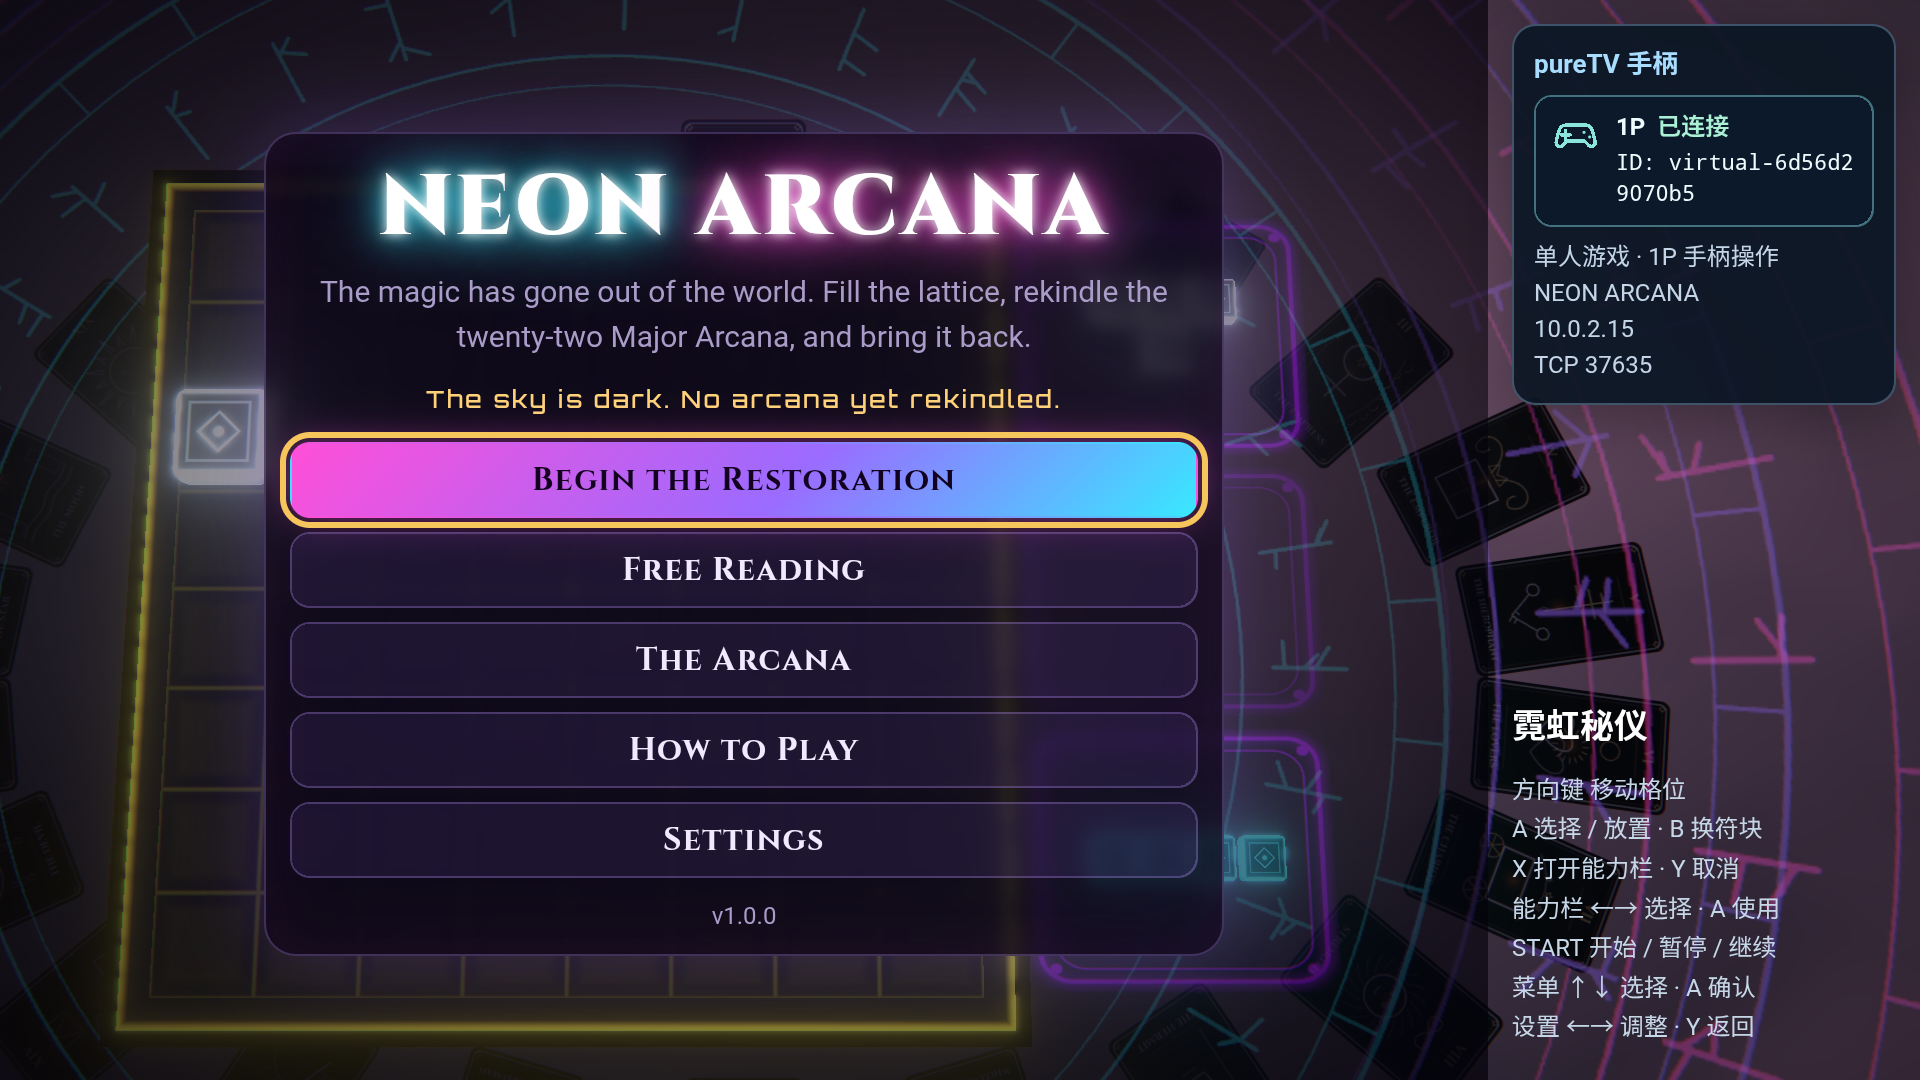 NEON ARCANA
The magic has gone out of the world. Fill the lattice, rekindle the
twenty-two Major Arcana, and bring it back.
The sky is dark. No arcana yet rekindled.
BEGIN THE RESTORATION
FREE READING
THE ARCANA
HOW TO PLAY
SETTINGS
v1.0.0
pureTV 手柄
1P 已连接
ID: virtual-6d56d2
9070b5
单人游戏 · 1P 手柄操作
NEON ARCANA
10.0.2.15
TCP 37635
霓虹秘仪
方向键 移动格位
A 选择 / 放置 · B 换符块
X 打开能力栏 · Y 取消
能力栏 ←→ 选择 · A 使用
START 开始 / 暂停 / 继续
菜单 ↑↓ 选择 · A 确认
设置 ←→ 调整 · Y 返回